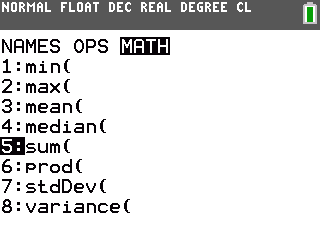 NORMAL FLOAT DEC REAL DEGREE CL
NAMES OPS MATH
1:min(
2:max(
3:mean(
4:median(
5:sum(
6:prod(
7:stdDev(
8:variance(